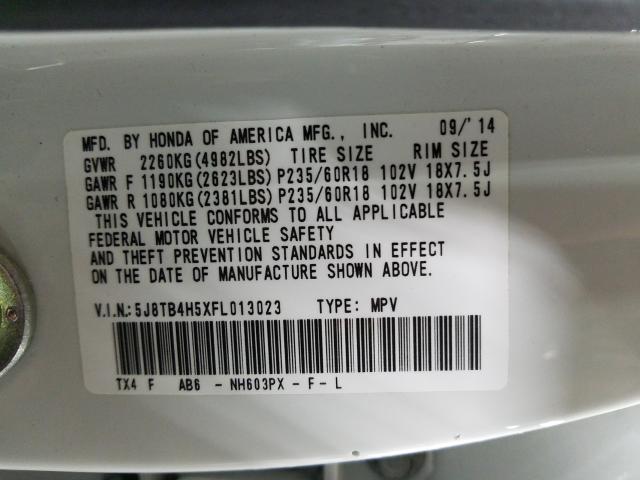 MFD. BY HONDA OF AMERICA MFG., INC. 09/'14
GVWR 2260KG(4982LBS) TIRE SIZE RIM SIZE
GAWR F 1190KG(2623LBS) P235/60R18 102V 18X7.5J
GAWR R 1080KG(2381LBS) P235/60R18 102V 18X7.5J
THIS VEHICLE CONFORMS TO ALL APPLICABLE
FEDERAL MOTOR VEHICLE SAFETY
AND THEFT PREVENTION STANDARDS IN EFFECT
ON THE DATE OF MANUFACTURE SHOWN ABOVE.
V.I.N.: 5J8TB4H5XFL013023 TYPE: MPV
TX4 F AB6 - NH603PX - F - L